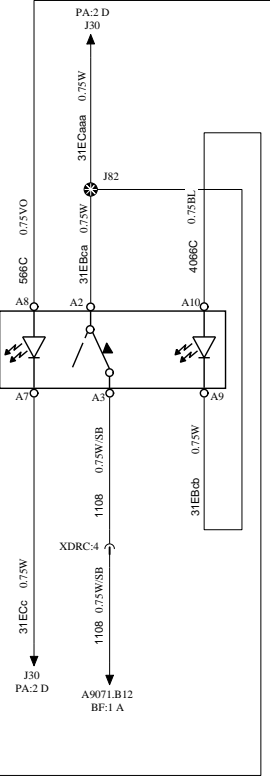 PA:2 D
J30
31ECaaa 0.75W
J82
566C 0.75VO
31EBca 0.75W
4066C 0.75BL
A8
A2
A10
A7
A3
A9
1108 0.75W/SB
31EBcb 0.75W
XDRC:4
31ECc 0.75W
1108 0.75W/SB
J30
PA:2 D
A9071.B12
BF:1 A